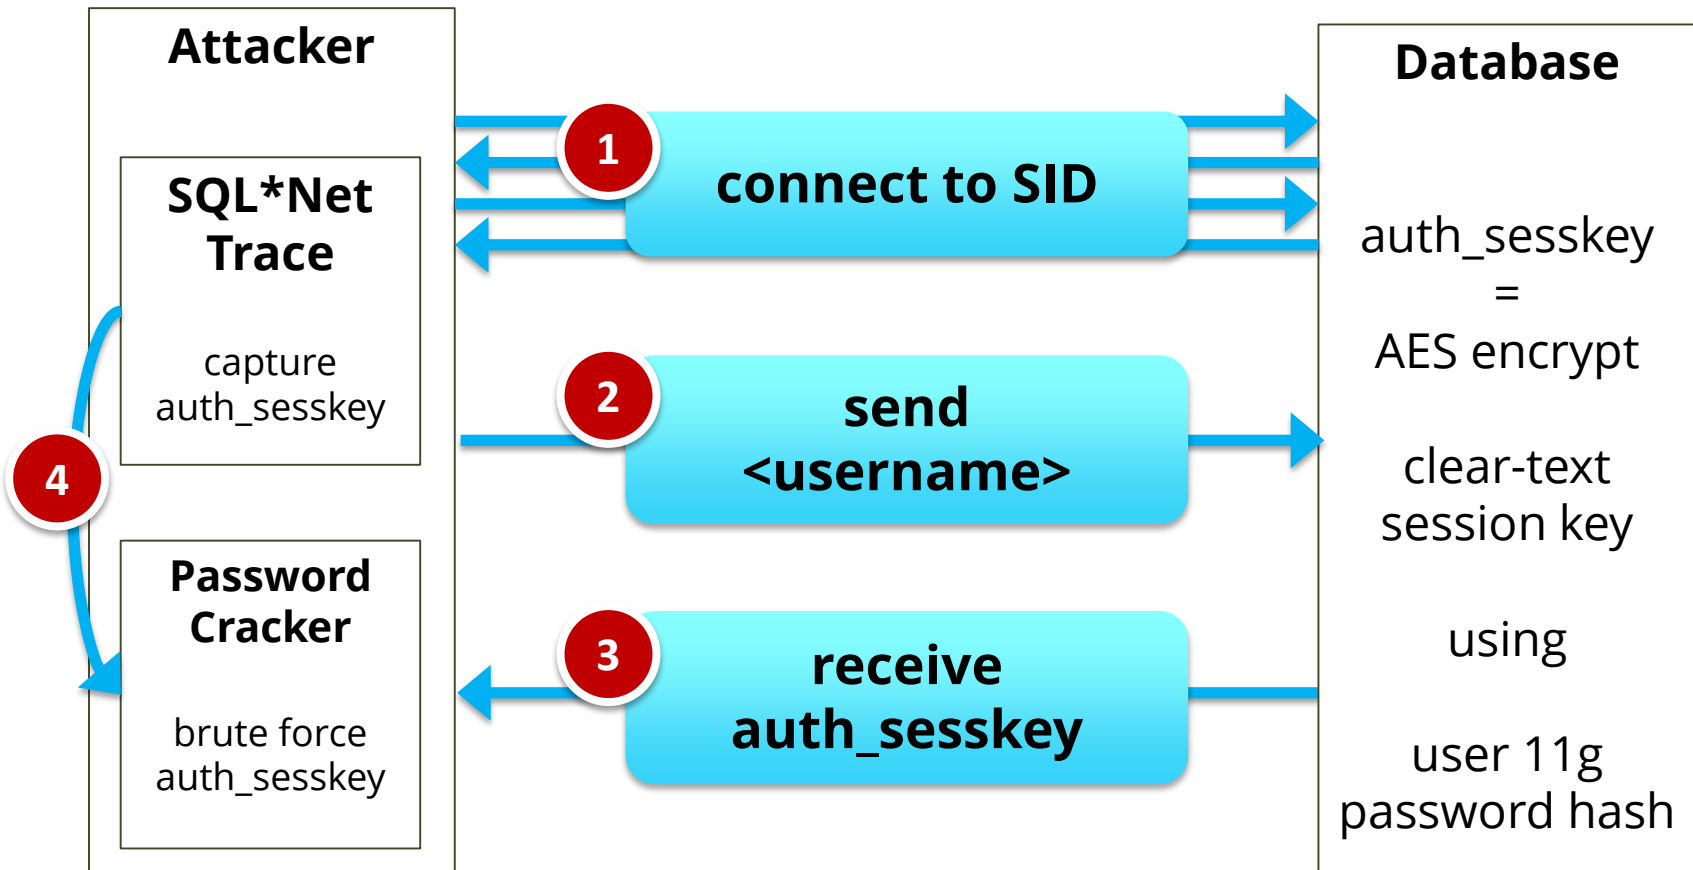 Attacker
SQL*Net
Trace
capture
auth_sesskey
4
Password
Cracker
brute force
auth_sesskey
1
connect to SID
2
send
<username>
3
receive
auth_sesskey
Database
auth_sesskey
=
AES encrypt
clear-text
session key
using
user 11g
password hash